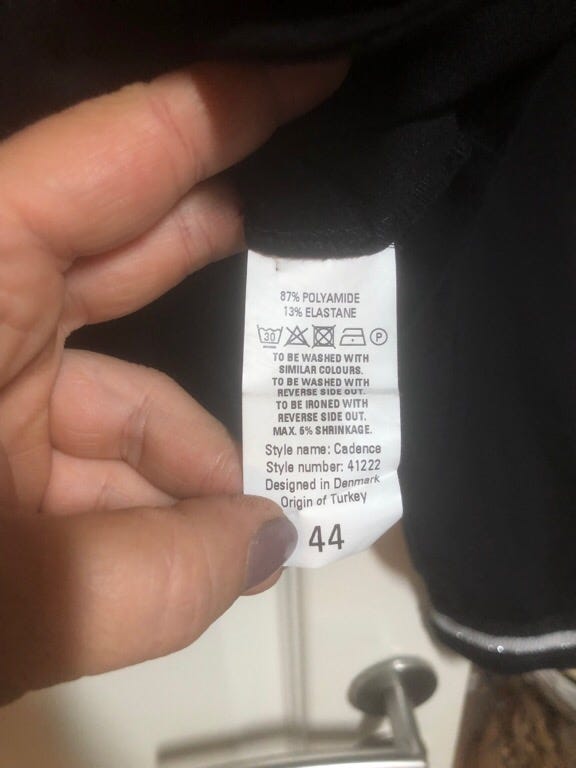 87% POLYAMIDE
13% ELASTANE
30 P
TO BE WASHED WITH
SIMILAR COLOURS.
TO BE WASHED WITH
REVERSE SIDE OUT.
TO BE IRONED WITH
REVERSE SIDE OUT.
MAX. 5% SHRINKAGE.
Style name: Cadence
Style number: 41222
Designed in Denmark
Origin of Turkey
44